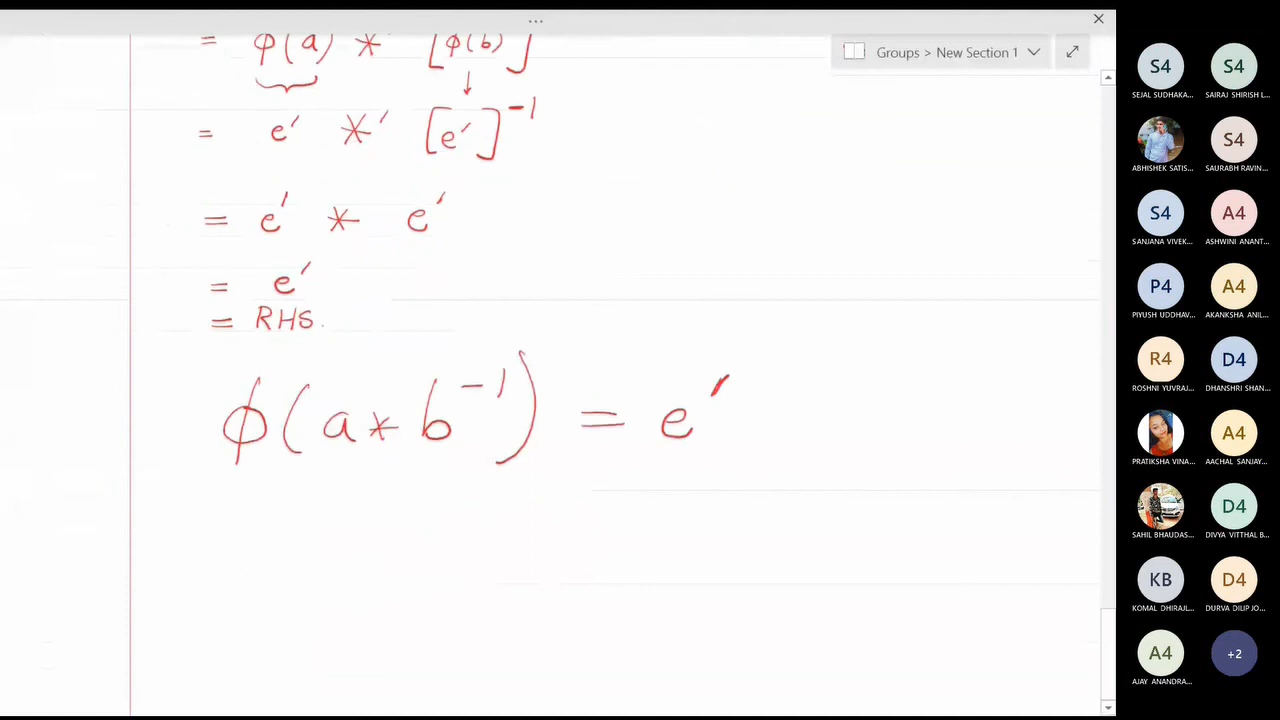 ...
Groups > New Section 1
= φ(a) *' [φ(b)]
= e' *' [e']⁻¹
= e' * e'
= e'
= RHS.
φ(a * b⁻¹) = e'
S4 S4
SEJAL SUDHAKA... SAIRAJ SHIRISH L...
S4
ABHISHEK SATIS... SAURABH RAVIN...
S4 A4
SANJANA VIVEK... ASHWINI ANANT...
P4 A4
PIYUSH UDDHAV... AKANKSHA ANIL...
R4 D4
ROSHNI YUVRAJ... DHANSHRI SHAN...
A4
PRATIKSHA VINA... AACHAL SANJAY...
D4
SAHIL BHAUDAS... DIVYA VITTHAL B...
KB D4
KOMAL DHIRAJL... DURVA DILIP JO...
A4 +2
AJAY ANANDRA...